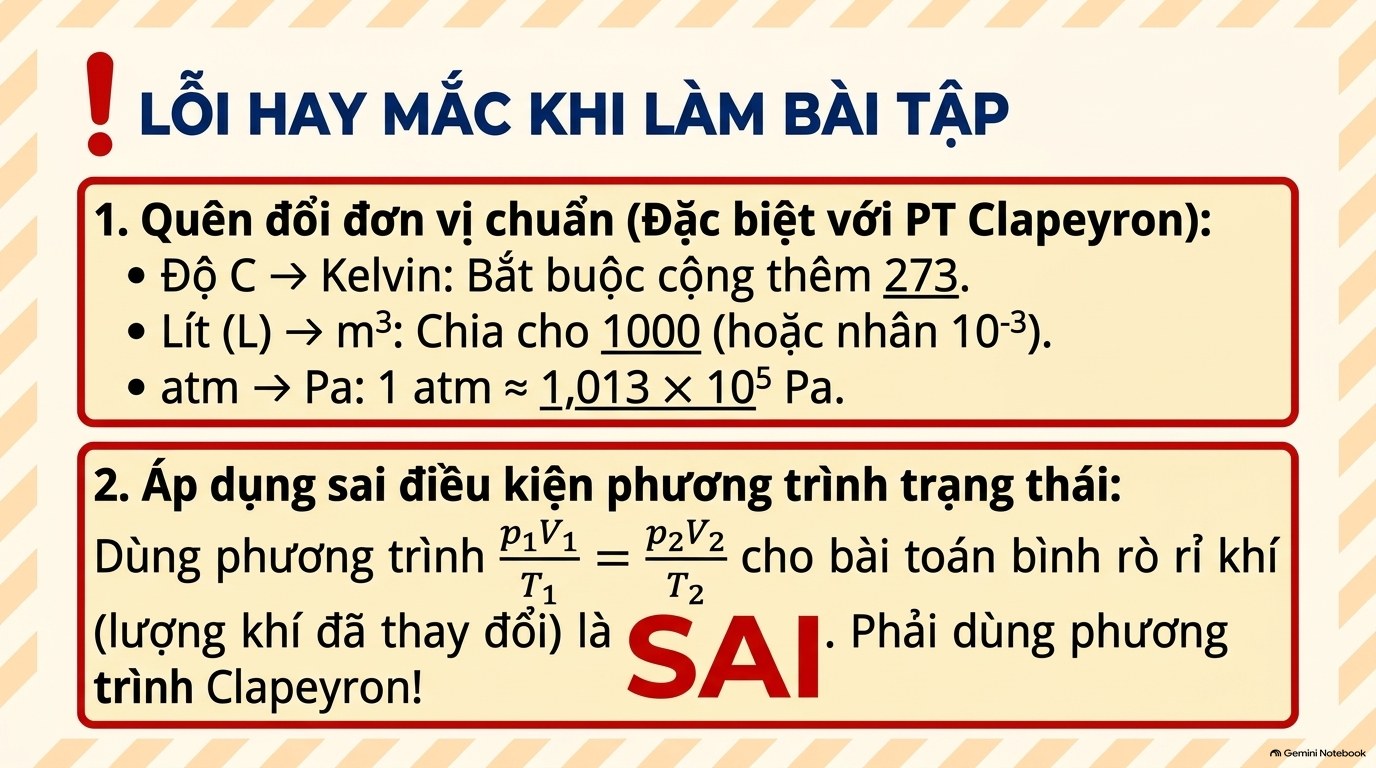 ! LỖI HAY MẮC KHI LÀM BÀI TẬP
1. Quên đổi đơn vị chuẩn (Đặc biệt với PT Clapeyron):
• Độ C → Kelvin: Bắt buộc cộng thêm 273.
• Lít (L) → m³: Chia cho 1000 (hoặc nhân 10⁻³).
• atm → Pa: 1 atm ≈ 1,013 × 10⁵ Pa.
2. Áp dụng sai điều kiện phương trình trạng thái:
Dùng phương trình p₁V₁/T₁ = p₂V₂/T₂ cho bài toán bình rò rỉ khí
(lượng khí đã thay đổi) là SAI. Phải dùng phương
trình Clapeyron!
Gemini Notebook